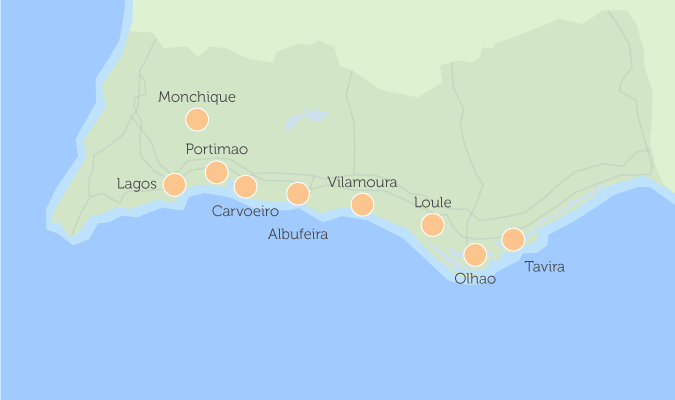 Monchique
Portimao
Lagos
Vilamoura
Carvoeiro
Loule
Albufeira
Tavira
Olhao